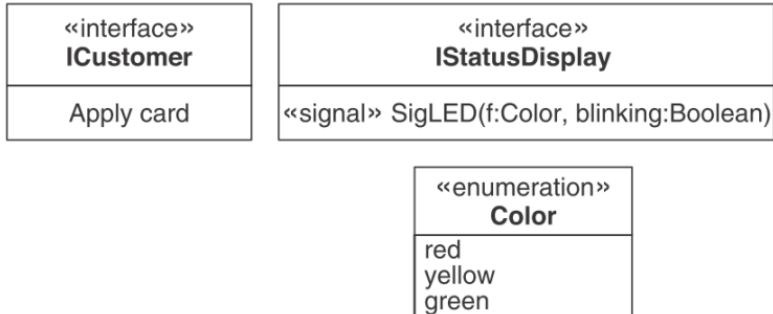 «interface»
ICustomer
Apply card
«interface»
IStatusDisplay
«signal» SigLED(f:Color, blinking:Boolean)
«enumeration»
Color
red
yellow
green